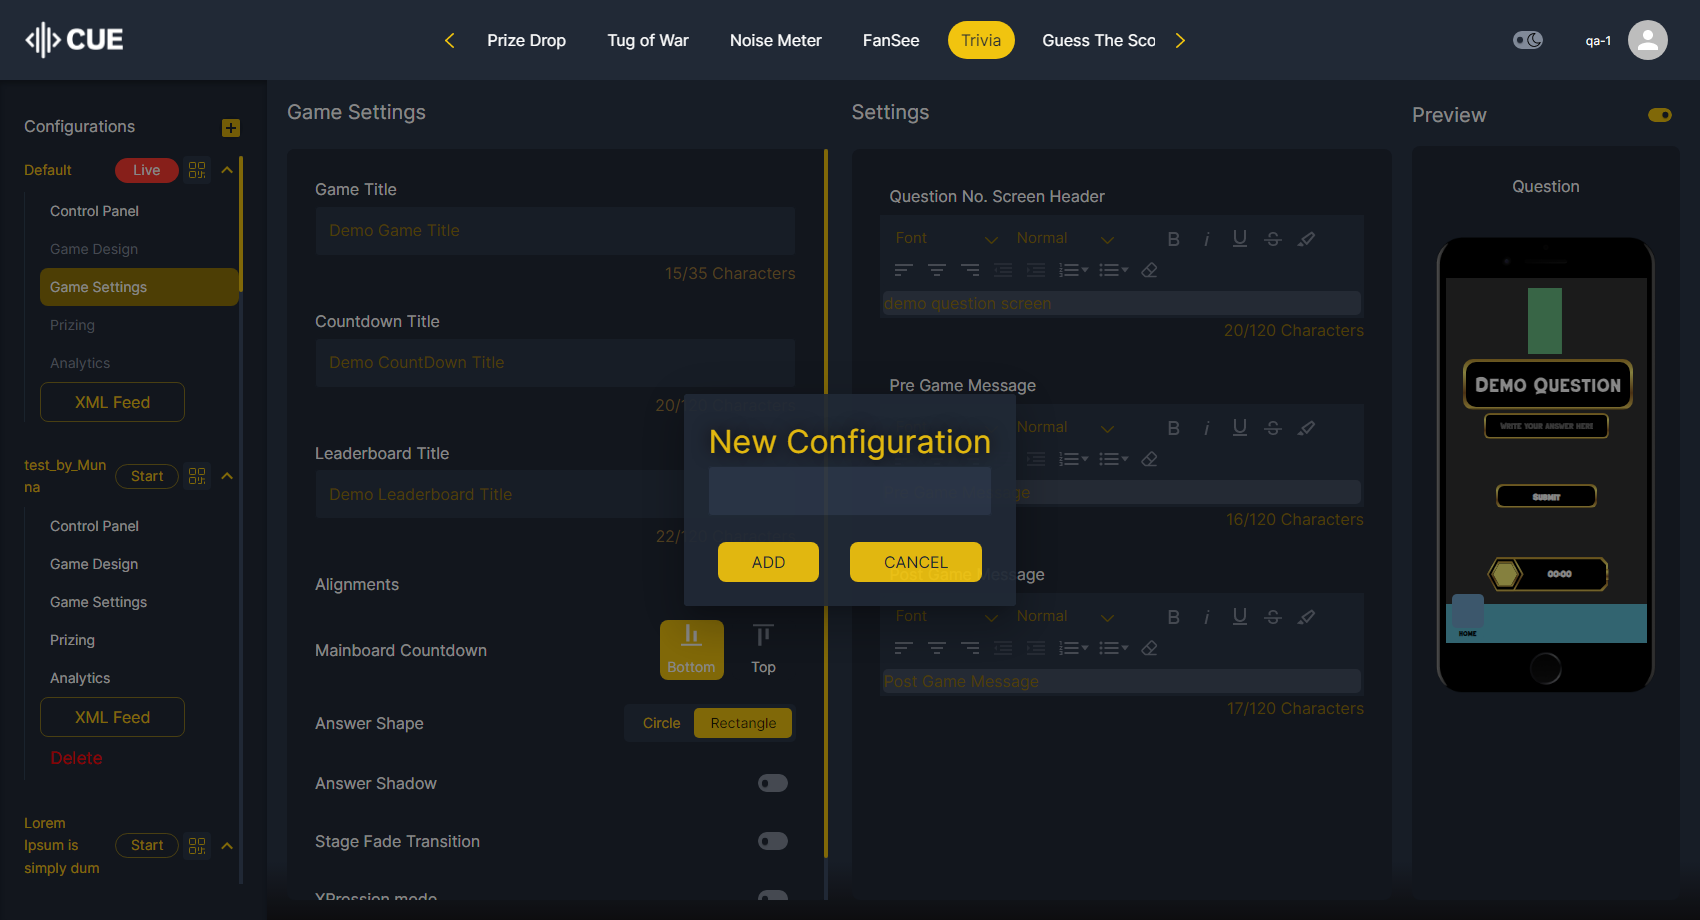 CUE
Prize Drop
Tug of War
Noise Meter
FanSee
Trivia
Guess The Sco
qa-1
Configurations
Default
Live
Control Panel
Game Design
Game Settings
Prizing
Analytics
XML Feed
test_by_Mun
na
Start
Control Panel
Game Design
Game Settings
Prizing
Analytics
XML Feed
Delete
Lorem
Ipsum is
simply dum
Start
Game Settings
Game Title
Demo Game Title
15/35 Characters
Countdown Title
Demo CountDown Title
20/
Leaderboard Title
Demo Leaderboard Title
22/
Alignments
Mainboard Countdown
Bottom
Top
Answer Shape
Circle
Rectangle
Answer Shadow
Stage Fade Transition
XPression mode
New Configuration
ADD
CANCEL
Settings
Question No. Screen Header
Font
Normal
demo question screen
20/120 Characters
Pre Game Message
Normal
16/120 Characters
Post Game Message
Font
Normal
Post Game Message
17/120 Characters
Preview
Question
Demo Question
WRITE YOUR ANSWER HERE
Submit
00:00
HOME